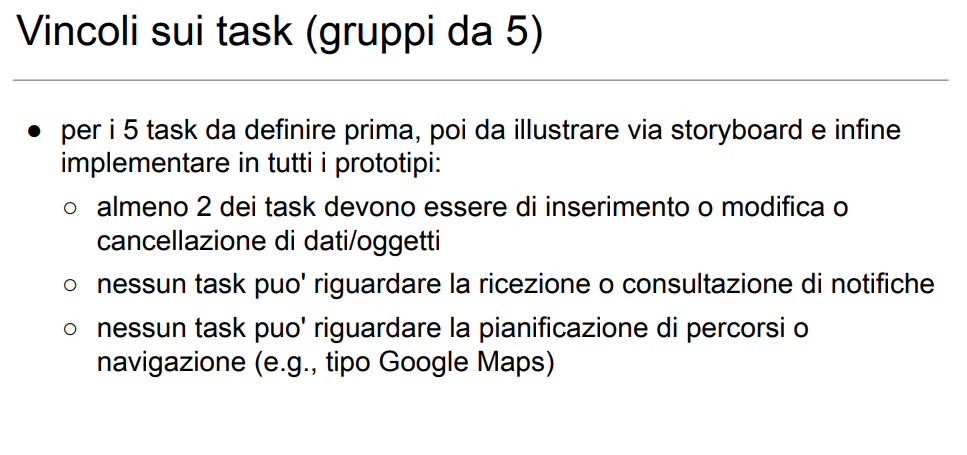 Vincoli sui task (gruppi da 5)
● per i 5 task da definire prima, poi da illustrare via storyboard e infine
implementare in tutti i prototipi:
○ almeno 2 dei task devono essere di inserimento o modifica o
cancellazione di dati/oggetti
○ nessun task puo' riguardare la ricezione o consultazione di notifiche
○ nessun task puo' riguardare la pianificazione di percorsi o
navigazione (e.g., tipo Google Maps)